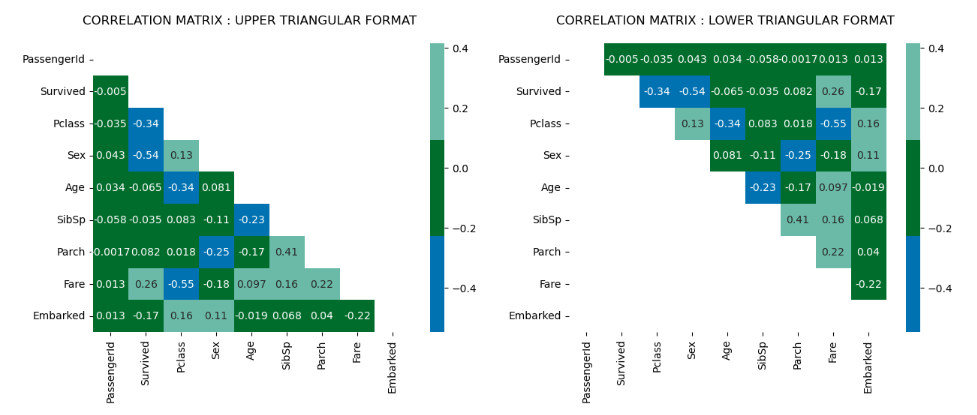 CORRELATION MATRIX : UPPER TRIANGULAR FORMAT
PassengerId
Survived -0.005
Pclass -0.035 -0.34
Sex 0.043 -0.54 0.13
Age 0.034 -0.065 -0.34 0.081
SibSp -0.058 -0.035 0.083 -0.11 -0.23
Parch -0.0017 0.082 0.018 -0.25 -0.17 0.41
Fare 0.013 0.26 -0.55 -0.18 0.097 0.16 0.22
Embarked 0.013 -0.17 0.16 0.11 -0.019 0.068 0.04 -0.22
PassengerId Survived Pclass Sex Age SibSp Parch Fare Embarked
0.4
0.2
0.0
−0.2
−0.4
CORRELATION MATRIX : LOWER TRIANGULAR FORMAT
PassengerId -0.005 -0.035 0.043 0.034 -0.058 -0.0017 0.013 0.013
Survived -0.34 -0.54 -0.065 -0.035 0.082 0.26 -0.17
Pclass 0.13 -0.34 0.083 0.018 -0.55 0.16
Sex 0.081 -0.11 -0.25 -0.18 0.11
Age -0.23 -0.17 0.097 -0.019
SibSp 0.41 0.16 0.068
Parch 0.22 0.04
Fare -0.22
Embarked
PassengerId Survived Pclass Sex Age SibSp Parch Fare Embarked
0.4
0.2
0.0
−0.2
−0.4